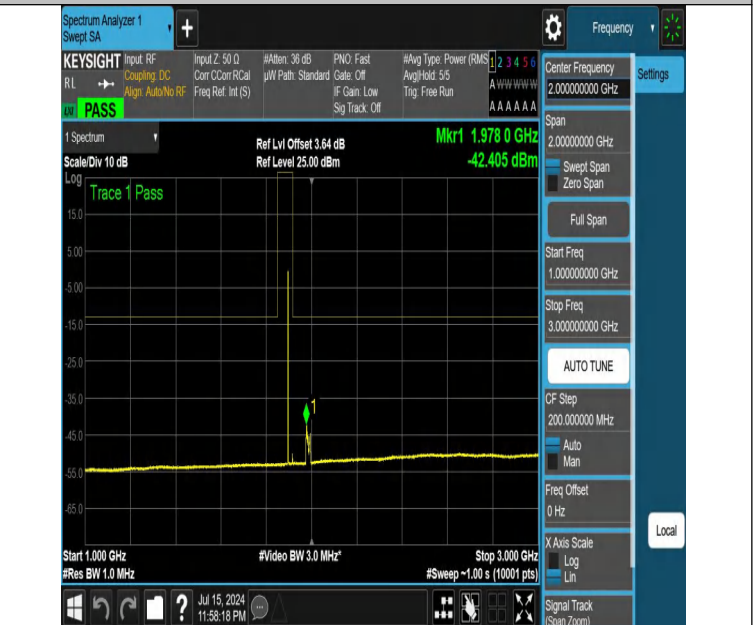 Spectrum Analyzer 1
Swept SA
+
Frequency
KEYSIGHT
RL
PASS
Input: RF
Coupling: DC
Align: Auto/No RF
Input Z: 50 Ω
Corr CCorr RCal
Freq Ref: Int (S)
#Atten: 36 dB
µW Path: Standard
PNO: Fast
Gate: Off
IF Gain: Low
Sig Track: Off
#Avg Type: Power (RMS
Avg|Hold: 5/5
Trig: Free Run
1 2 3 4 5 6
A W W W W W
A A A A A A
Center Frequency
2.000000000 GHz
Settings
1 Spectrum
Scale/Div 10 dB
Ref Lvl Offset 3.64 dB
Ref Level 25.00 dBm
Mkr1 1.978 0 GHz
-42.405 dBm
Log
Trace 1 Pass
15.0
5.00
-5.00
-15.0
-25.0
-35.0
-45.0
-55.0
-65.0
1
Start 1.000 GHz
#Res BW 1.0 MHz
#Video BW 3.0 MHz*
Stop 3.000 GHz
#Sweep ~1.00 s (10001 pts)
Span
2.00000000 GHz
Swept Span
Zero Span
Full Span
Start Freq
1.000000000 GHz
Stop Freq
3.000000000 GHz
AUTO TUNE
CF Step
200.000000 MHz
Auto
Man
Freq Offset
0 Hz
X Axis Scale
Log
Lin
Signal Track
(Span Zoom)
Local
?
Jul 15, 2024
11:58:18 PM